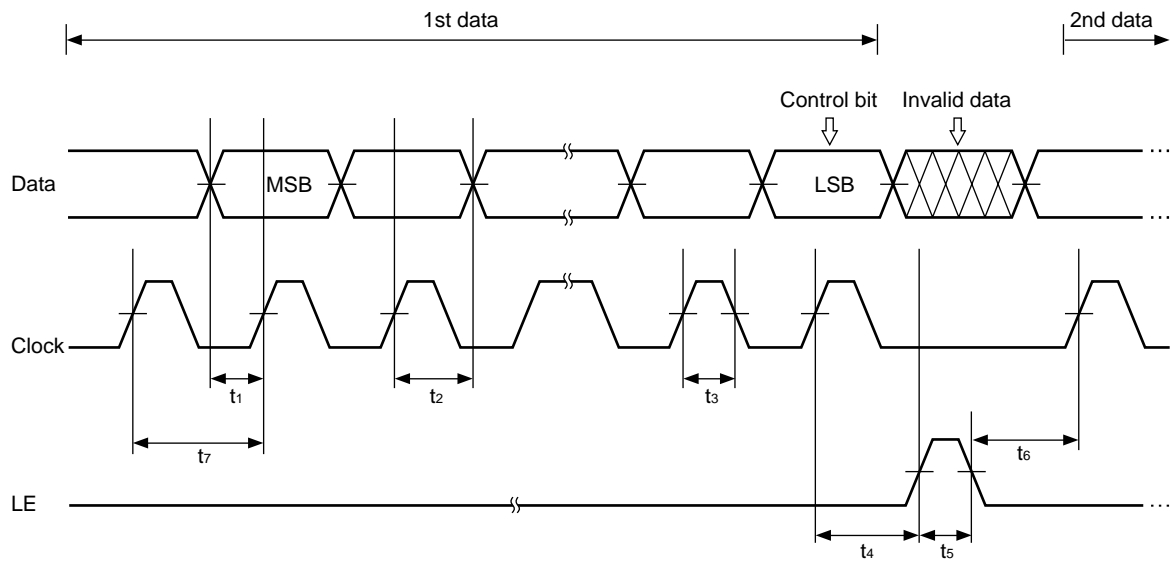 1st data
2nd data
Control bit
Invalid data
Data
MSB
LSB
Clock
t1
t2
t3
t7
t6
LE
t4
t5